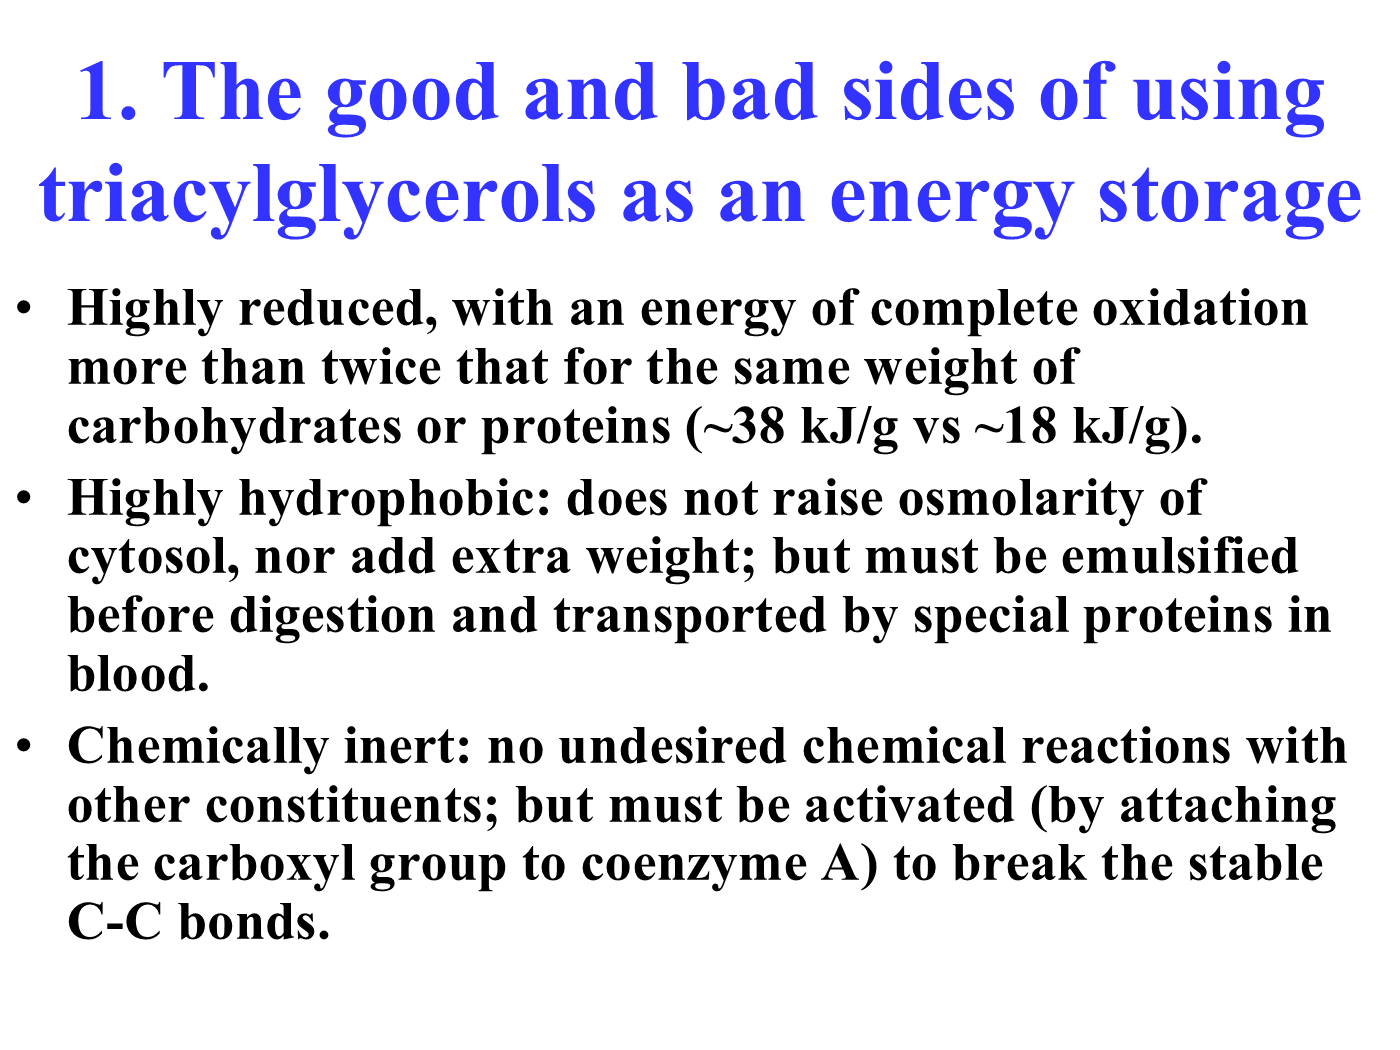 1. The good and bad sides of using
triacylglycerols as an energy storage
• Highly reduced, with an energy of complete oxidation
more than twice that for the same weight of
carbohydrates or proteins (~38 kJ/g vs ~18 kJ/g).
• Highly hydrophobic: does not raise osmolarity of
cytosol, nor add extra weight; but must be emulsified
before digestion and transported by special proteins in
blood.
• Chemically inert: no undesired chemical reactions with
other constituents; but must be activated (by attaching
the carboxyl group to coenzyme A) to break the stable
C-C bonds.